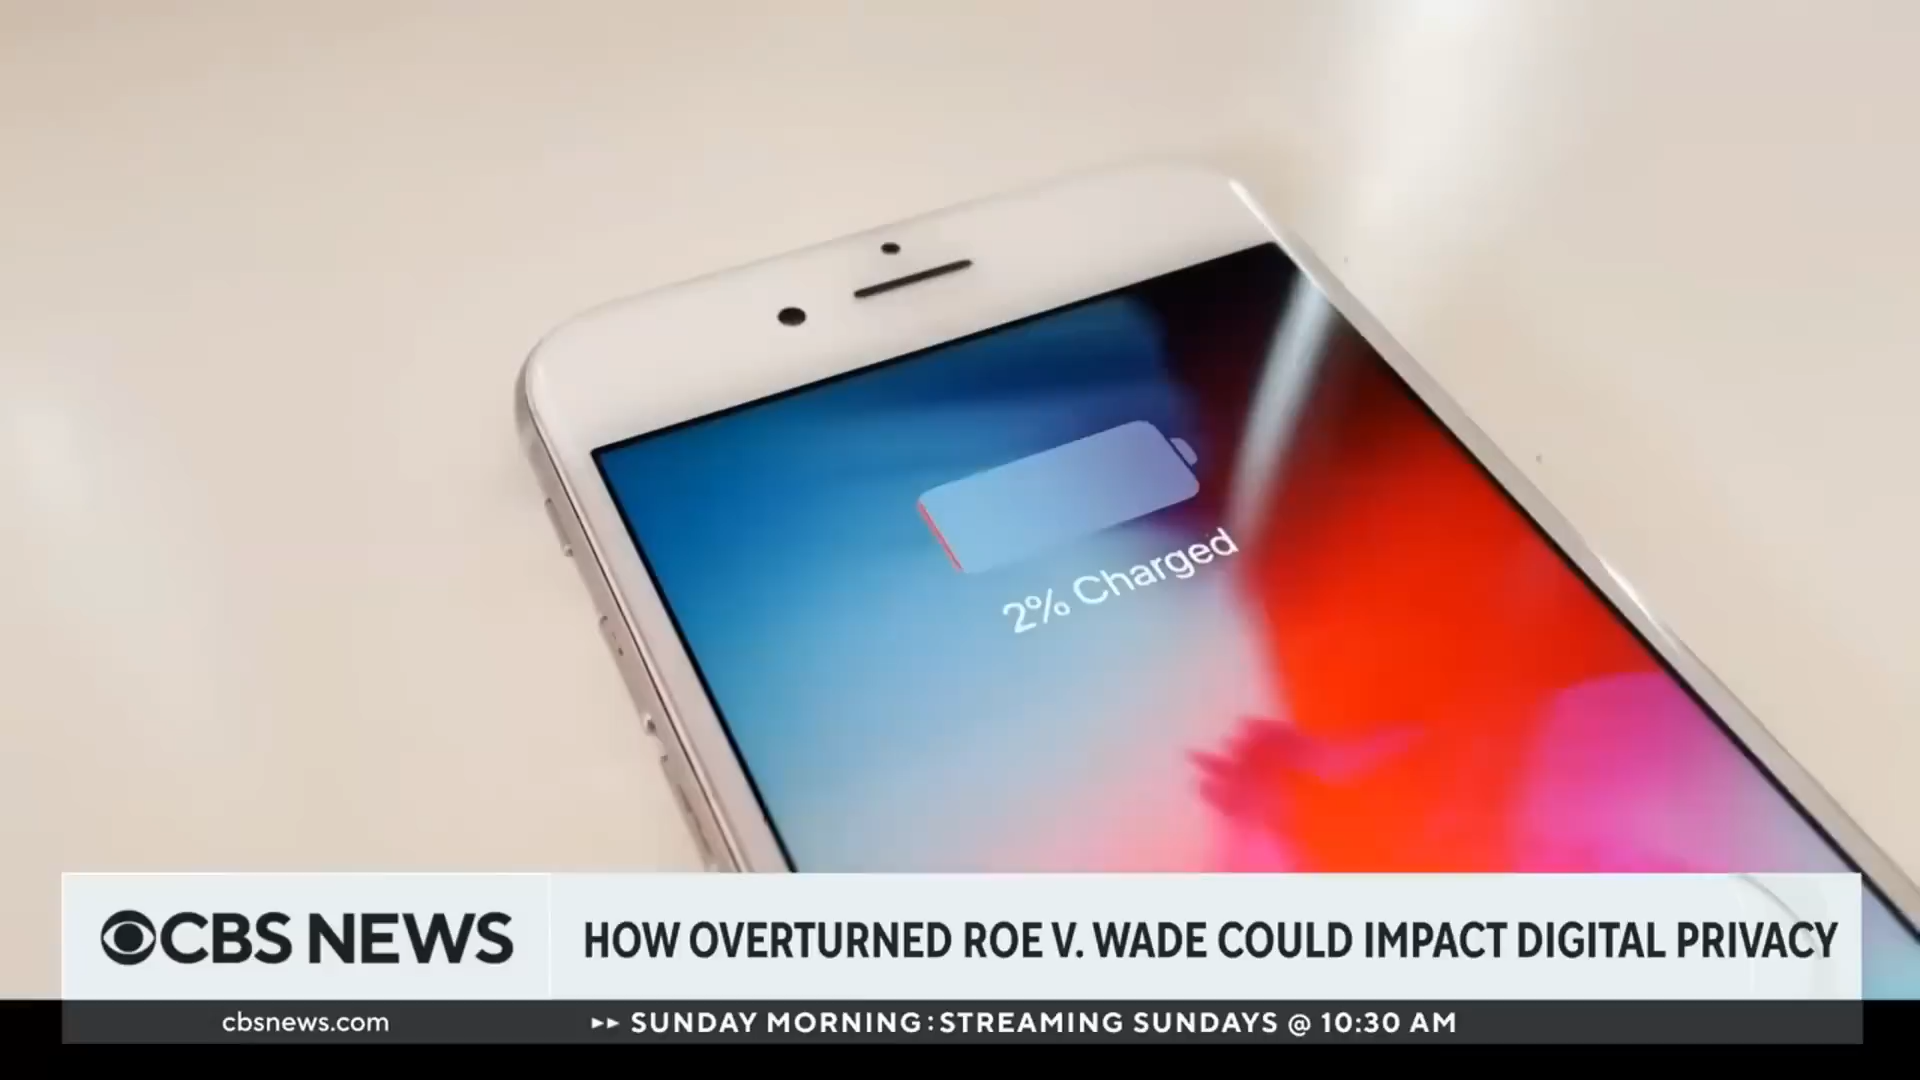 2% Charged
CBS NEWS
HOW OVERTURNED ROE V. WADE COULD IMPACT DIGITAL PRIVACY
cbsnews.com
SUNDAY MORNING: STREAMING SUNDAYS @ 10:30 AM